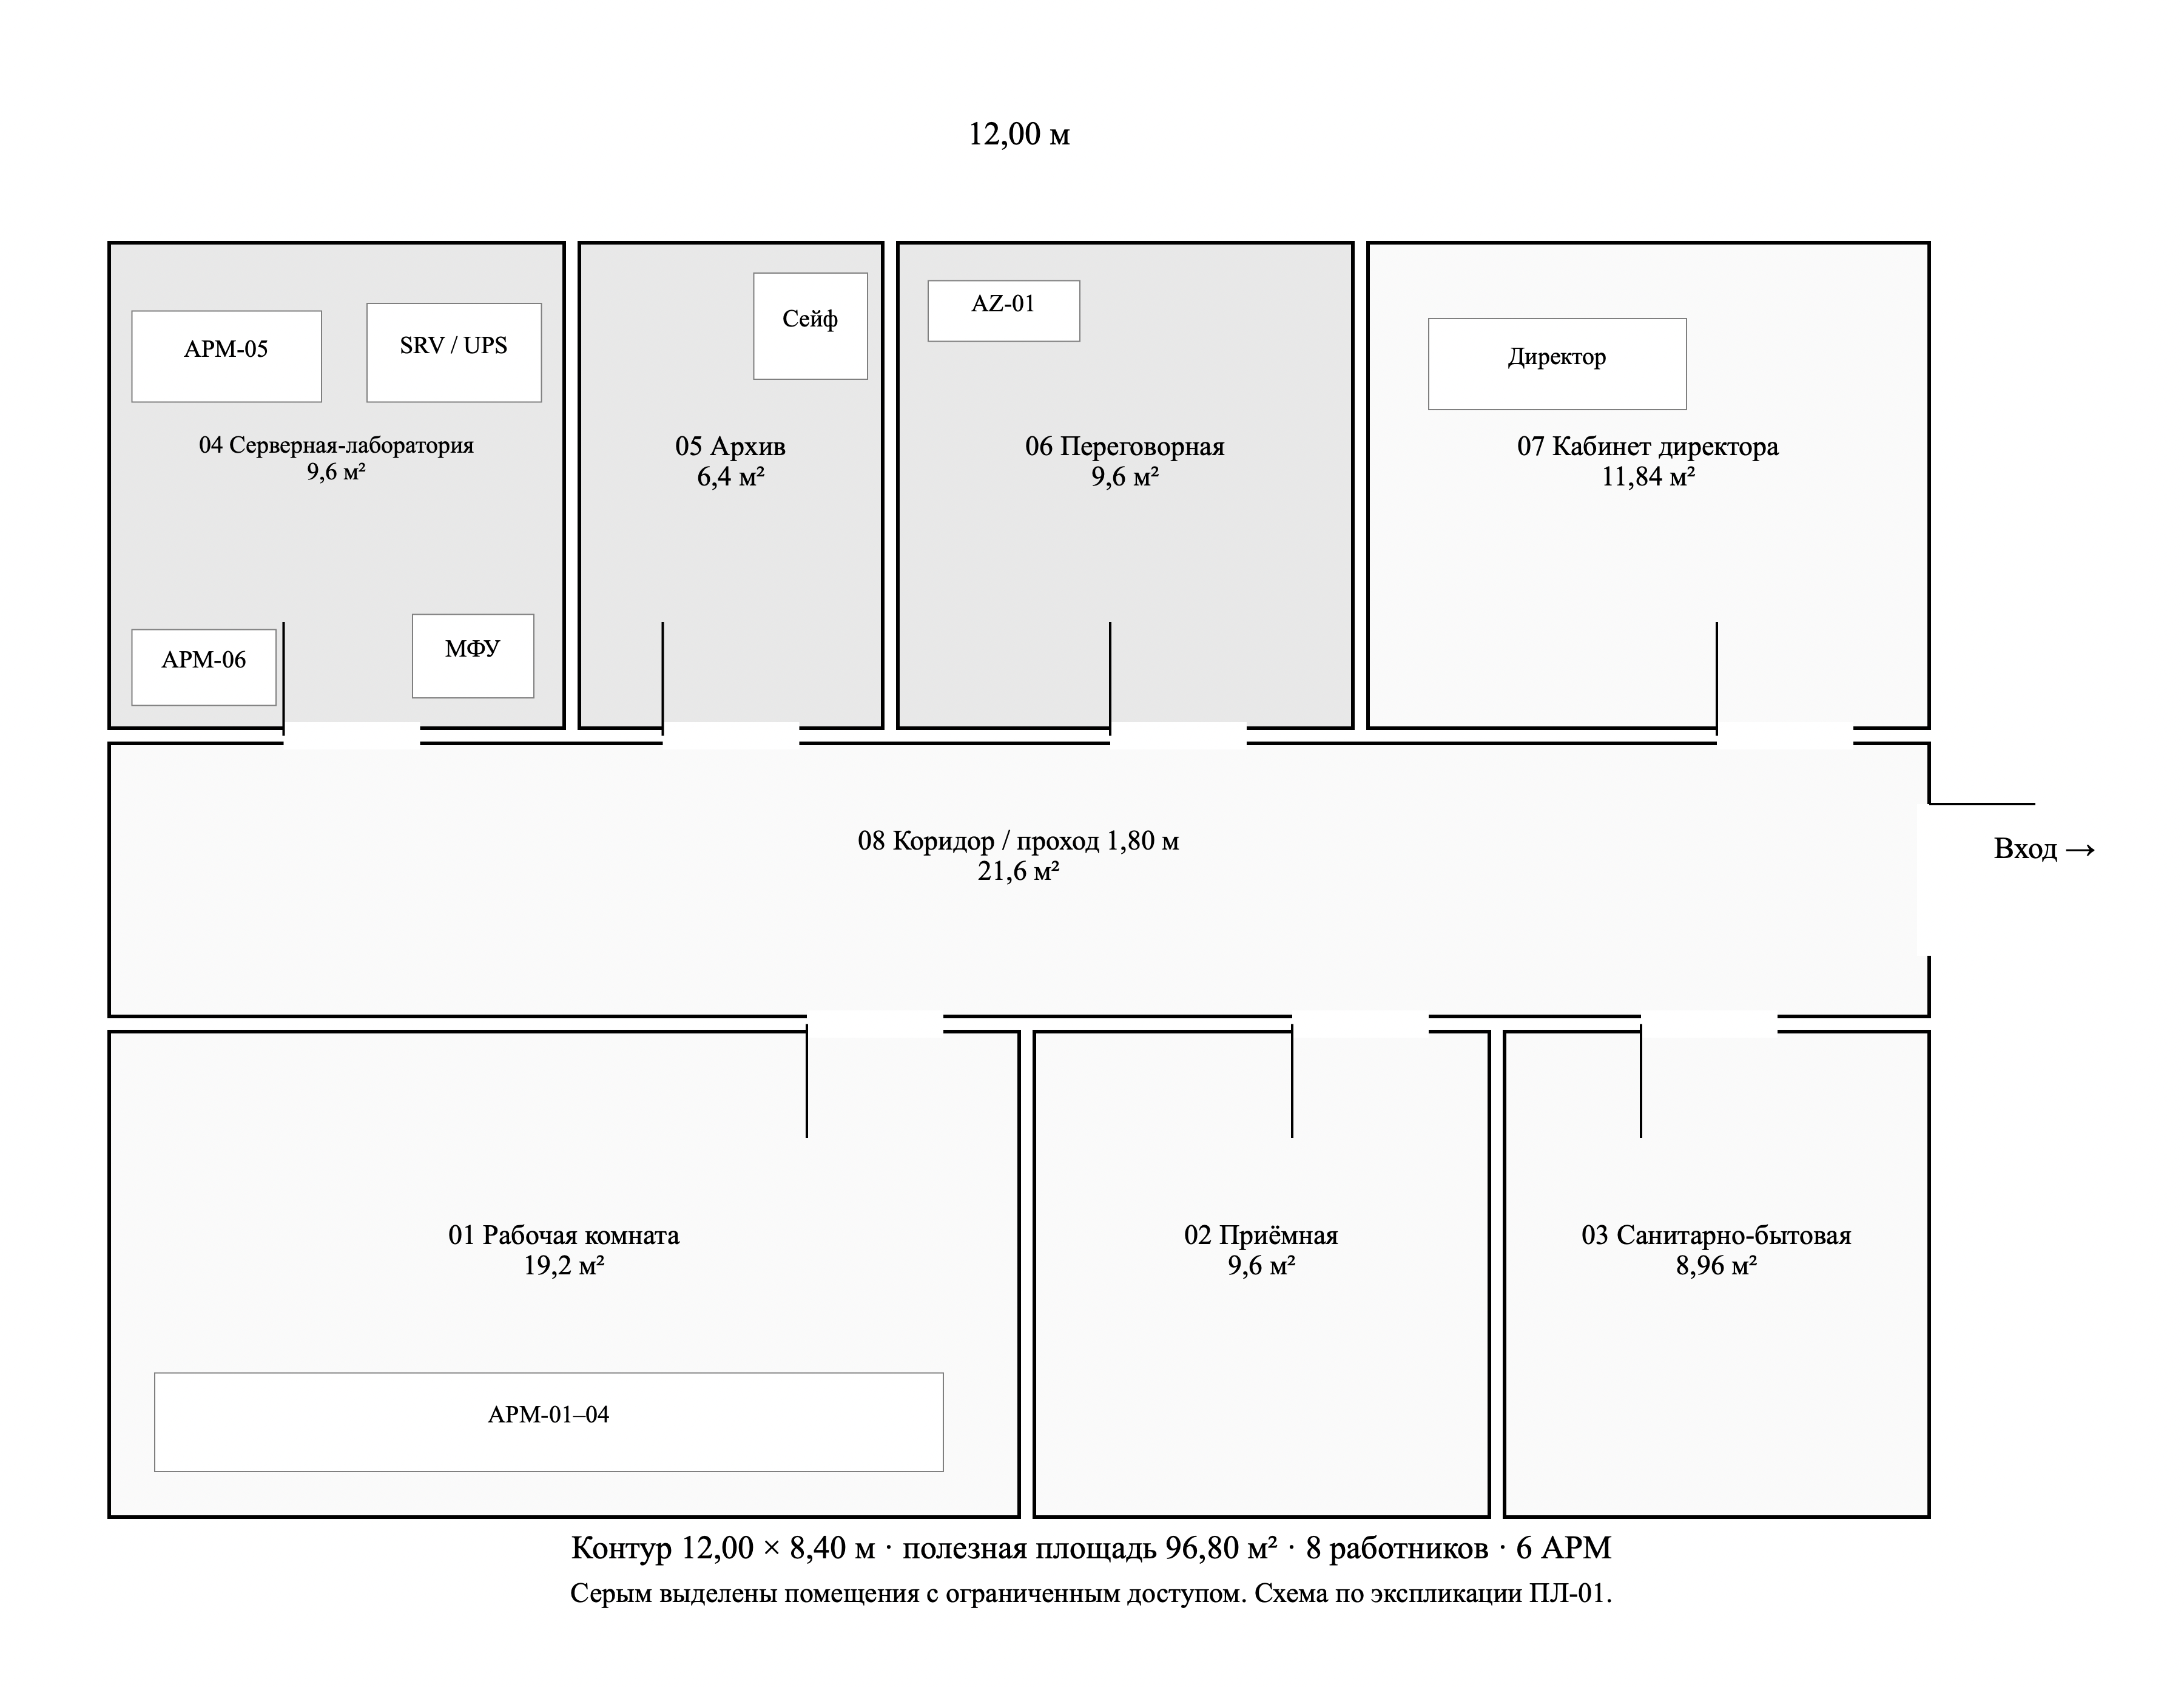 12,00 м
АРМ-05
SRV / UPS
04 Серверная-лаборатория
9,6 м²
АРМ-06
МФУ
Сейф
05 Архив
6,4 м²
AZ-01
06 Переговорная
9,6 м²
Директор
07 Кабинет директора
11,84 м²
08 Коридор / проход 1,80 м
21,6 м²
Вход →
01 Рабочая комната
19,2 м²
АРМ-01–04
02 Приёмная
9,6 м²
03 Санитарно-бытовая
8,96 м²
Контур 12,00 × 8,40 м · полезная площадь 96,80 м² · 8 работников · 6 АРМ
Серым выделены помещения с ограниченным доступом. Схема по экспликации ПЛ-01.